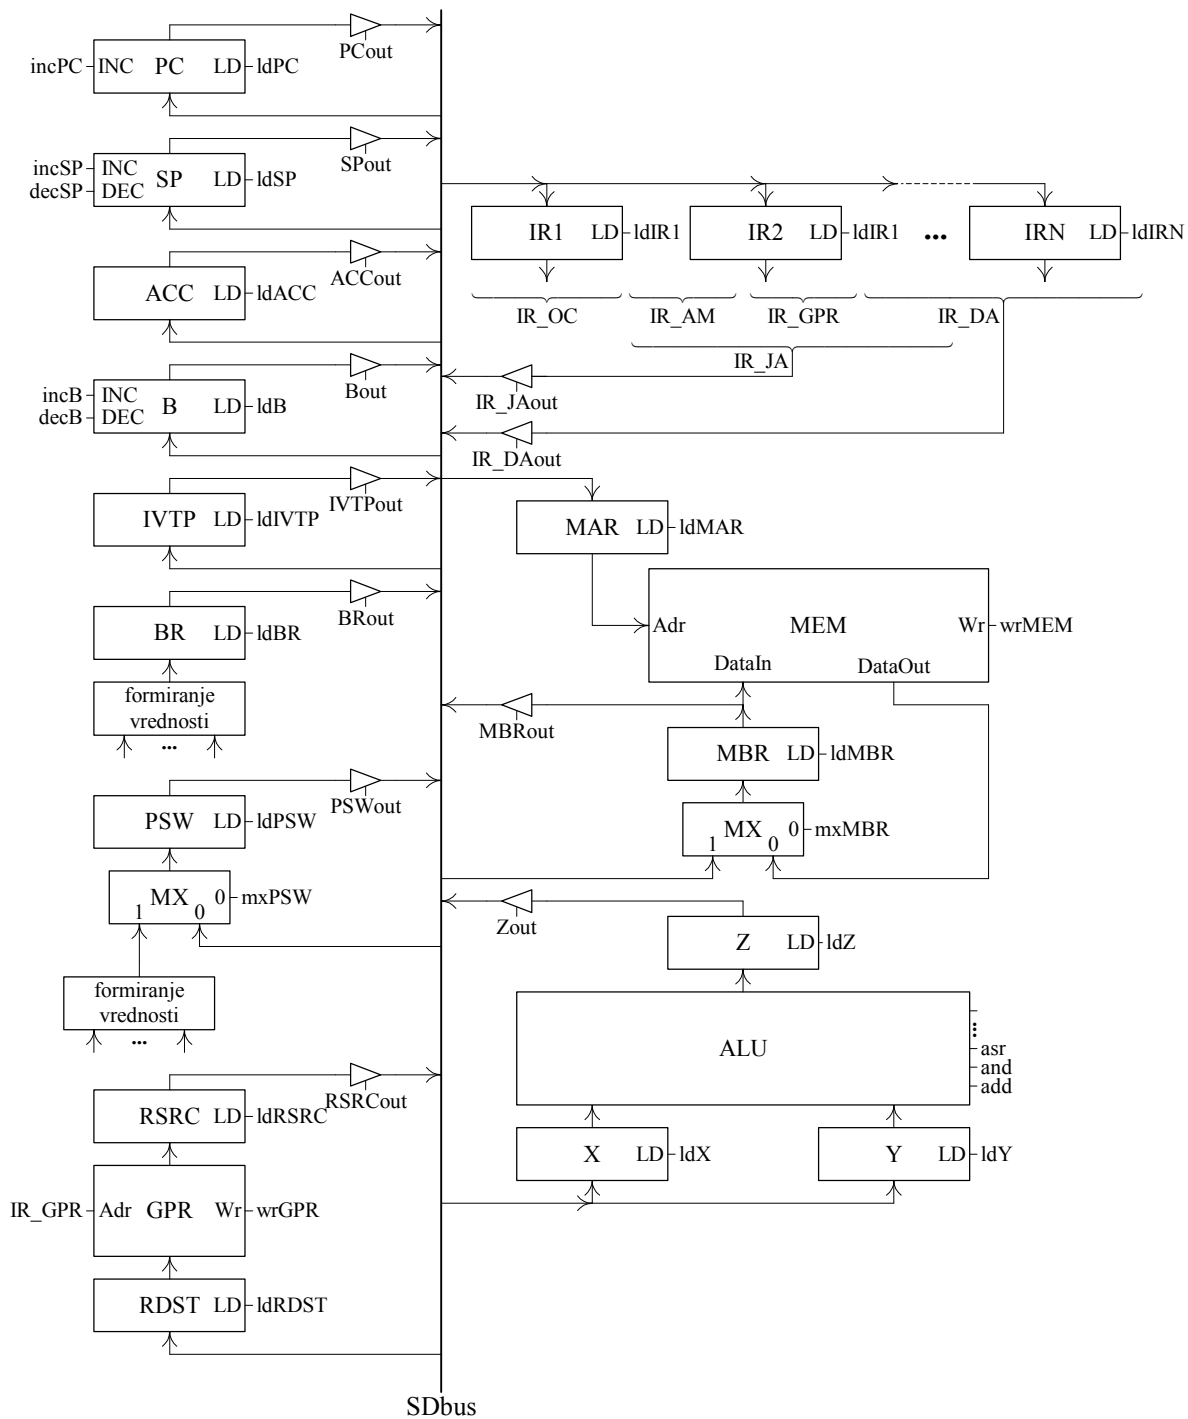 PCout
incPC INC PC LD ldPC
SPout
incSP INC SP LD ldSP
decSP DEC
ACCout
ACC LD ldACC
Bout
incB INC B LD ldB
decB DEC
IVTPout
IVTP LD ldIVTP
BRout
BR LD ldBR
formiranje
vrednosti
...
PSWout
PSW LD ldPSW
MX 0 mxPSW
1 0
formiranje
vrednosti
...
RSRCout
RSRC LD ldRSRC
IR_GPR Adr GPR Wr wrGPR
RDST LD ldRDST
SDbus
IR1 LD ldIR1 IR2 LD ldIR1 ... IRN LD ldIRN
IR_OC IR_AM IR_GPR IR_DA
IR_JA
IR_JAout
IR_DAout
MAR LD ldMAR
Adr MEM Wr wrMEM
DataIn DataOut
MBRout
MBR LD ldMBR
MX 0 mxMBR
1 0
Zout
Z LD ldZ
ALU
...
asr
and
add
X LD ldX Y LD ldY